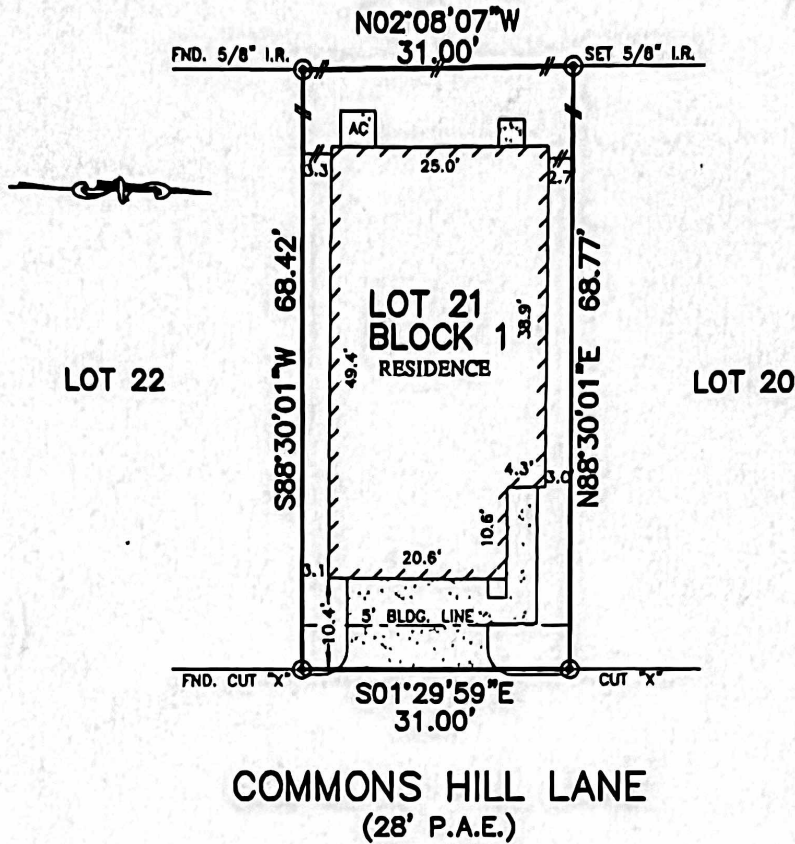 N02°08'07"W
31.00'
FND. 5/8" I.R.
SET 5/8" I.R.
AC
3.3
25.0'
2.7
S88°30'01"W 68.42'
N88°30'01"E 68.77'
LOT 21
BLOCK 1
RESIDENCE
49.4'
38.9'
LOT 22
LOT 20
4.3'
3.0
10.6'
20.6'
3.1
10.4'
5' BLDG. LINE
FND. CUT "X"
CUT "X"
S01°29'59"E
31.00'
COMMONS HILL LANE
(28' P.A.E.)